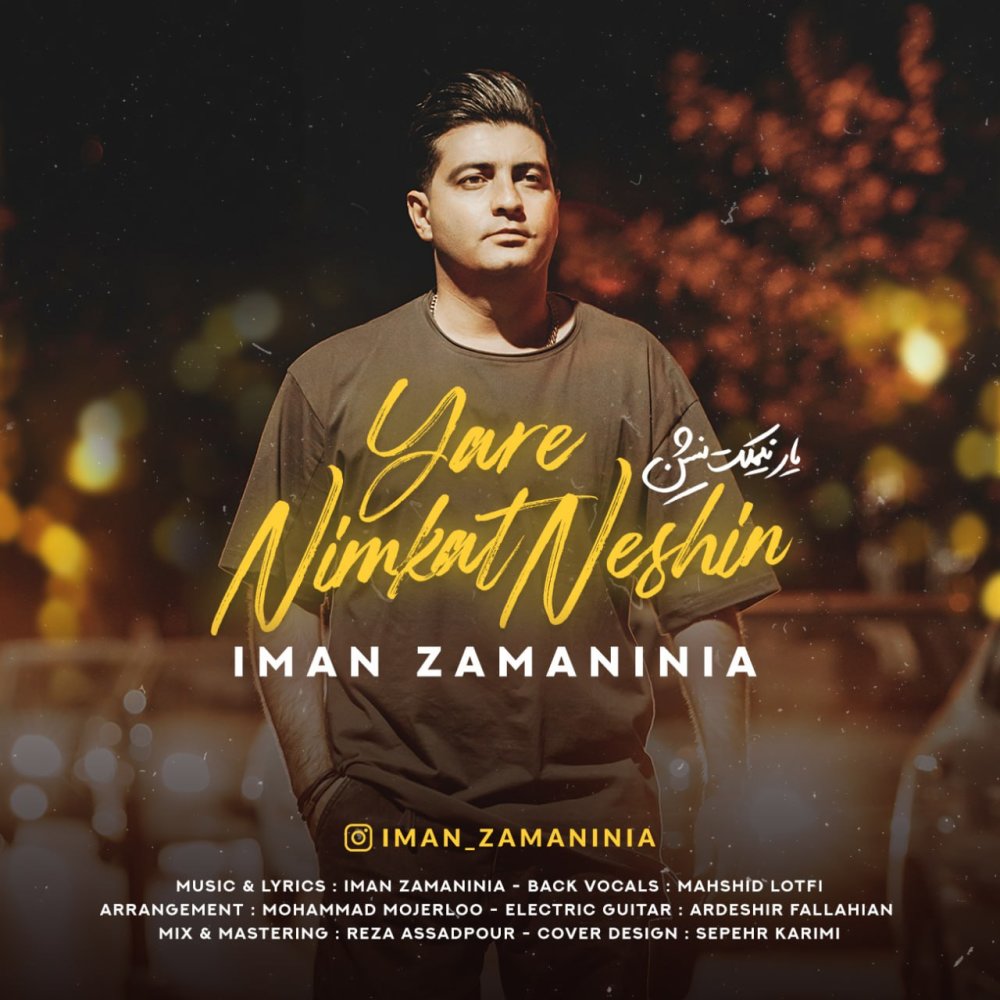 Yare
یار نیمکت نشین
Nimkat Neshin
IMAN ZAMANINIA
IMAN_ZAMANINIA
MUSIC & LYRICS : IMAN ZAMANINIA - BACK VOCALS : MAHSHID LOTFI
ARRANGEMENT : MOHAMMAD MOJERLOO - ELECTRIC GUITAR : ARDESHIR FALLAHIAN
MIX & MASTERING : REZA ASSADPOUR - COVER DESIGN : SEPEHR KARIMI